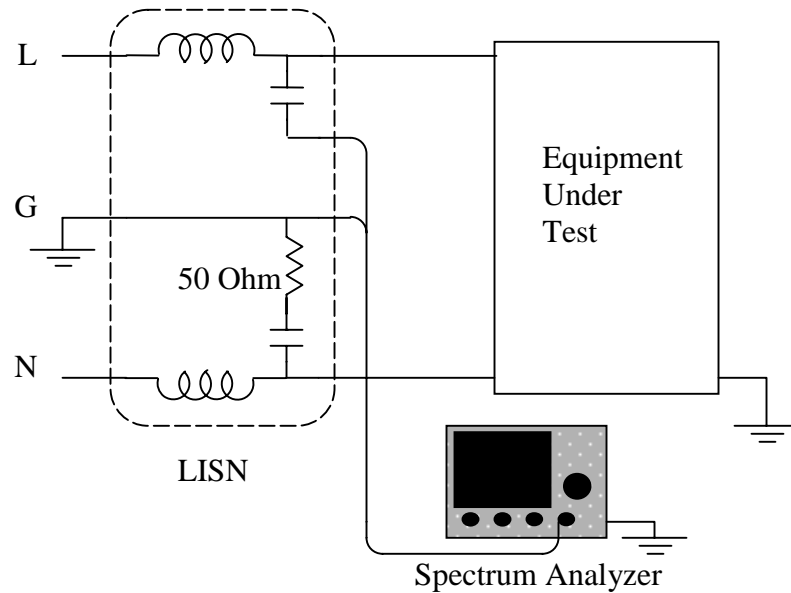 L
Equipment
Under
Test
G
50 Ohm
N
LISN
Spectrum Analyzer